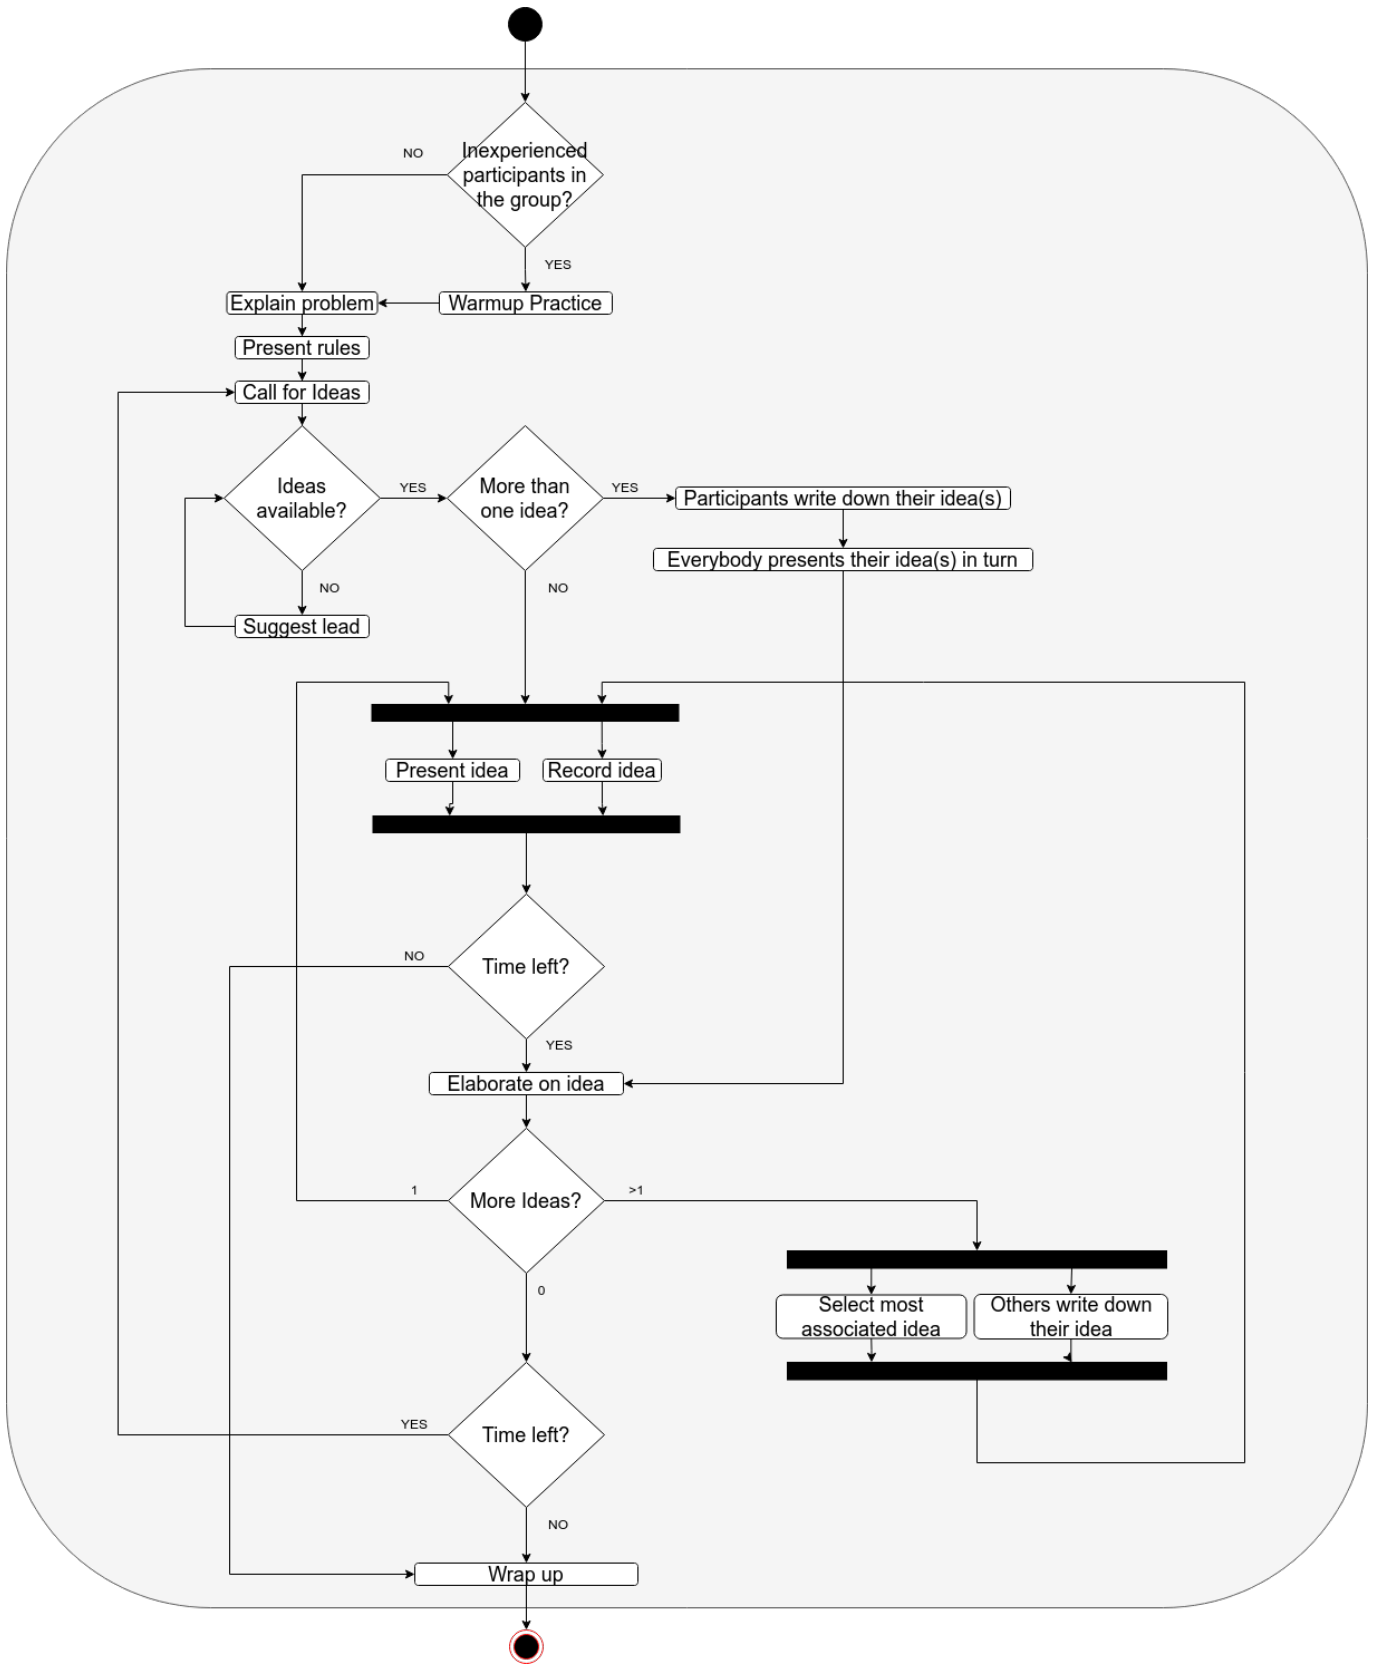 Inexperienced
participants in
the group?
NO
YES
Explain problem
Warmup Practice
Present rules
Call for Ideas
Ideas
available?
YES
More than
one idea?
YES
Participants write down their idea(s)
Everybody presents their idea(s) in turn
NO
NO
Suggest lead
Present idea
Record idea
Time left?
NO
YES
Elaborate on idea
More Ideas?
1
>1
0
Select most
associated idea
Others write down
their idea
Time left?
YES
NO
Wrap up